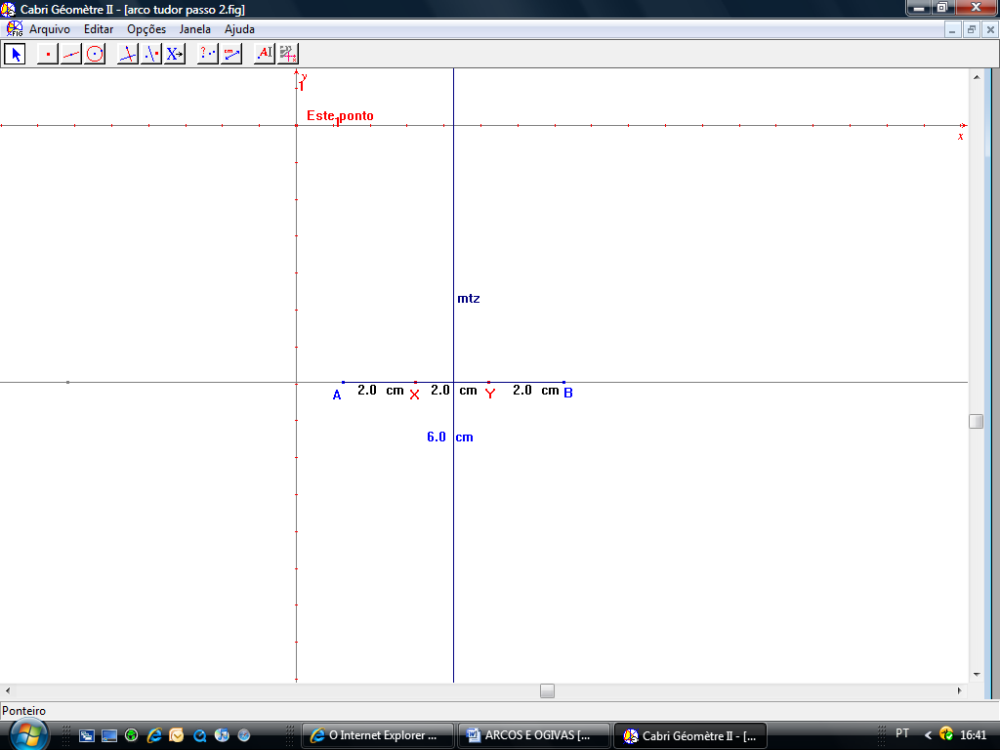 Cabri Géomètre II - [arco tudor passo 2.fig]
Arquivo Editar Opções Janela Ajuda
y
1
Este ponto
1
x
mtz
A 2.0 cm X 2.0 cm Y 2.0 cm B
6.0 cm
Ponteiro
O Internet Explorer ... ARCOS E OGIVAS [... Cabri Géomètre II - [... PT 16:41